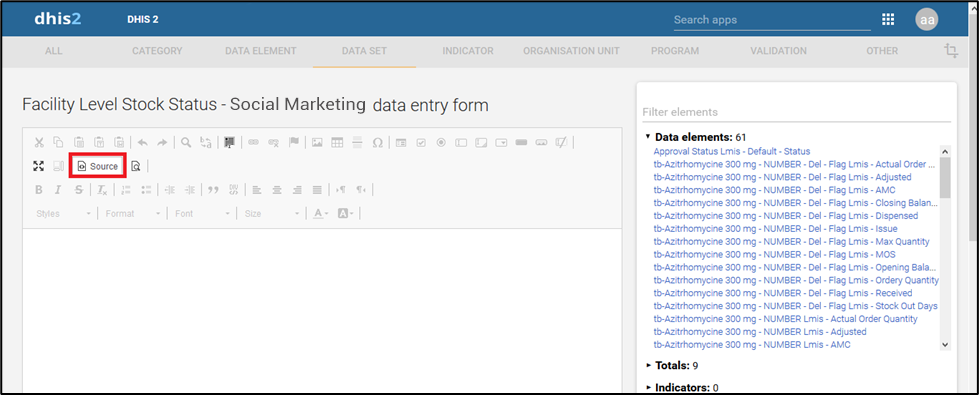 dhis2
DHIS 2
Search apps
aa
ALL
CATEGORY
DATA ELEMENT
DATA SET
INDICATOR
ORGANISATION UNIT
PROGRAM
VALIDATION
OTHER
Facility Level Stock Status - Social Marketing data entry form
Source
B I S Tx
Styles
Format
Font
Size
A
A
Filter elements
Data elements: 61
Approval Status Lmis - Default - Status
tb-Azitrhomycine 300 mg - NUMBER - Del - Flag Lmis - Actual Order ...
tb-Azitrhomycine 300 mg - NUMBER - Del - Flag Lmis - Adjusted
tb-Azitrhomycine 300 mg - NUMBER - Del - Flag Lmis - AMC
tb-Azitrhomycine 300 mg - NUMBER - Del - Flag Lmis - Closing Balan...
tb-Azitrhomycine 300 mg - NUMBER - Del - Flag Lmis - Dispensed
tb-Azitrhomycine 300 mg - NUMBER - Del - Flag Lmis - Issue
tb-Azitrhomycine 300 mg - NUMBER - Del - Flag Lmis - Max Quantity
tb-Azitrhomycine 300 mg - NUMBER - Del - Flag Lmis - MOS
tb-Azitrhomycine 300 mg - NUMBER - Del - Flag Lmis - Opening Bala...
tb-Azitrhomycine 300 mg - NUMBER - Del - Flag Lmis - Ordery Quantity
tb-Azitrhomycine 300 mg - NUMBER - Del - Flag Lmis - Received
tb-Azitrhomycine 300 mg - NUMBER - Del - Flag Lmis - Stock Out Days
tb-Azitrhomycine 300 mg - NUMBER Lmis - Actual Order Quantity
tb-Azitrhomycine 300 mg - NUMBER Lmis - Adjusted
tb-Azitrhomycine 300 mg - NUMBER Lmis - AMC
Totals: 9
Indicators: 0